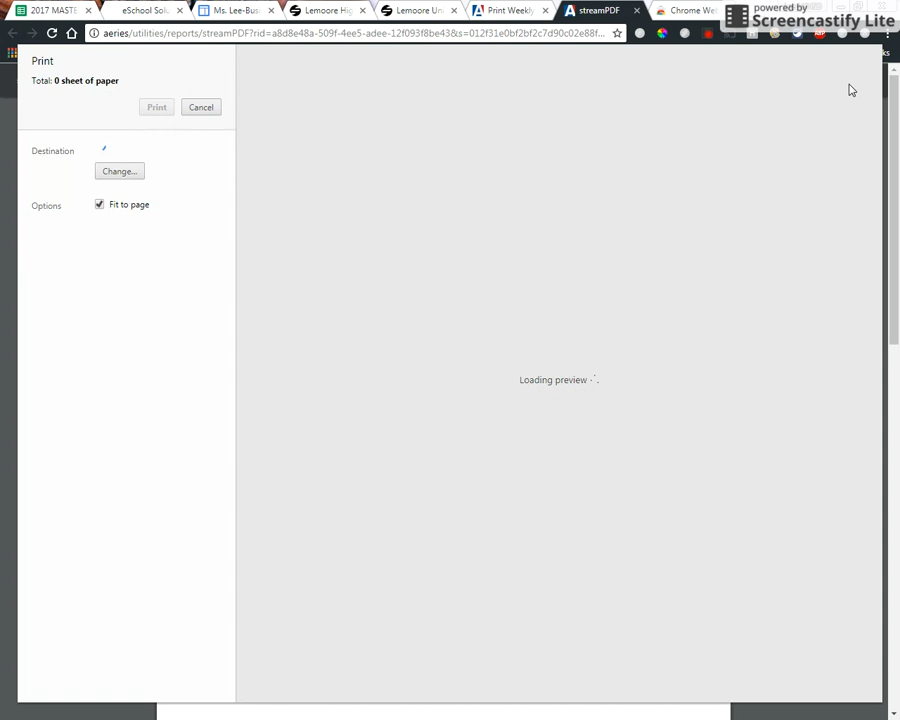 2017 MASTE
eSchool Solu
Ms. Lee-Bus
Lemoore Hig
Lemoore Uni
Print Weekly
streamPDF
Chrome We
powered by
Screencastify Lite
aeries/utilities/reports/streamPDF?rid=a8d8e48a-509f-4ee5-adee-12f093f8be43&s=012f31e0bf2bf2c7d90c02e88f...
Print
Total: 0 sheet of paper
Print
Cancel
Destination
Change...
Options
Fit to page
Loading preview